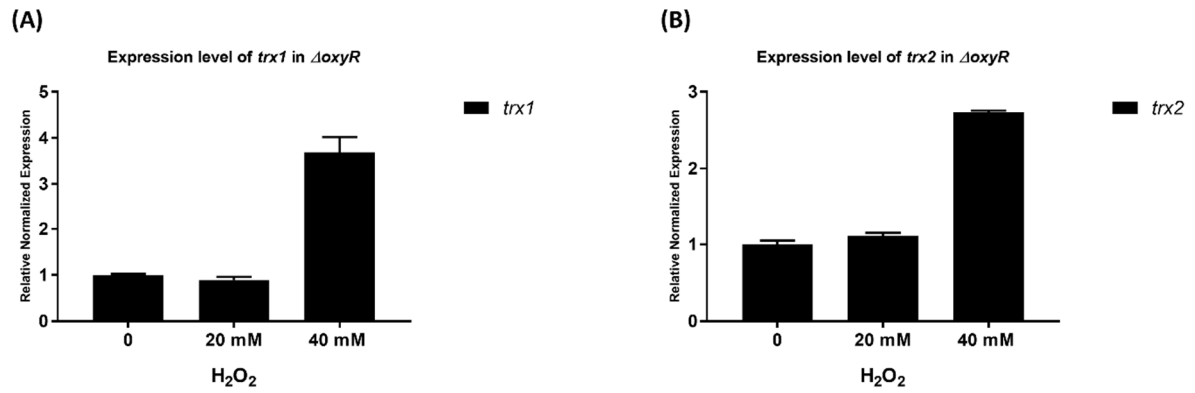 (A)
Expression level of trx1 in ΔoxyR
Relative Normalized Expression
5
4
3
2
1
0
0 20 mM 40 mM
H₂O₂
trx1
(B)
Expression level of trx2 in ΔoxyR
Relative Normalized Expression
3
2
1
0
0 20 mM 40 mM
H₂O₂
trx2